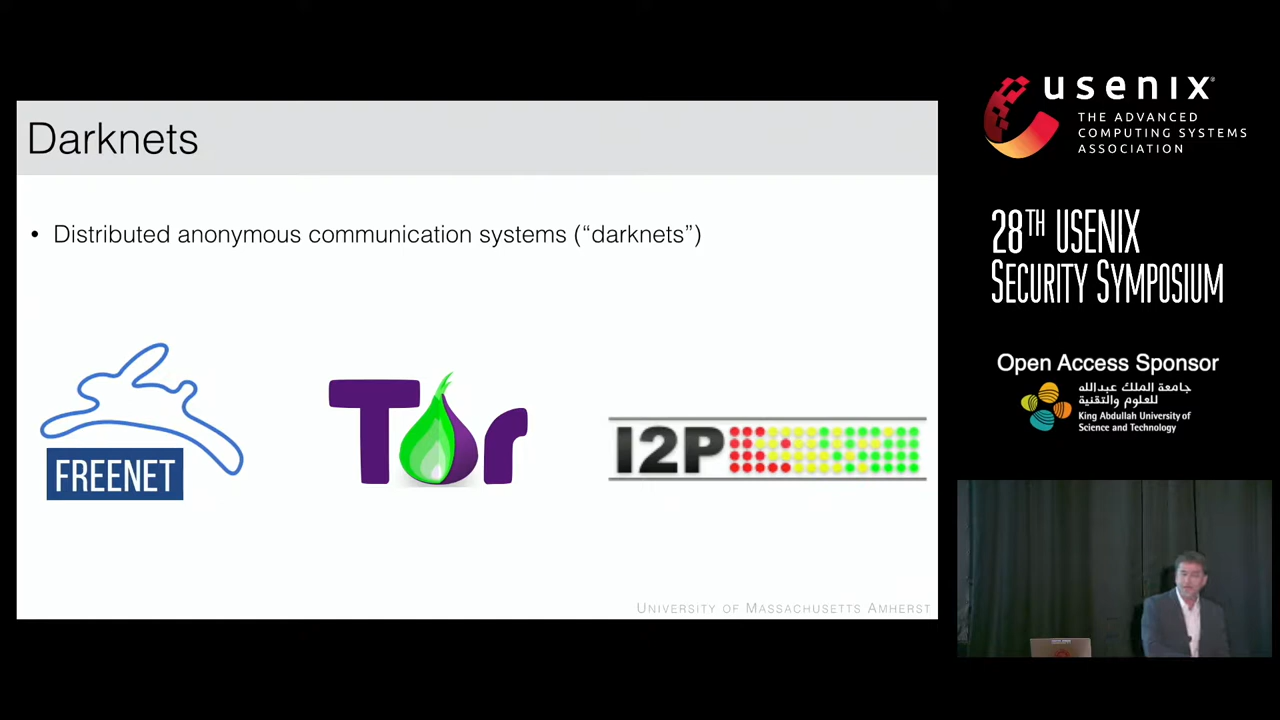 Darknets
• Distributed anonymous communication systems (“darknets”)
FREENET
Tor
I2P
UNIVERSITY OF MASSACHUSETTS AMHERST
usenix
THE ADVANCED
COMPUTING SYSTEMS
ASSOCIATION
28TH USENIX
SECURITY SYMPOSIUM
Open Access Sponsor
جامعة الملك عبدالله
للعلوم والتقنية
King Abdullah University of
Science and Technology